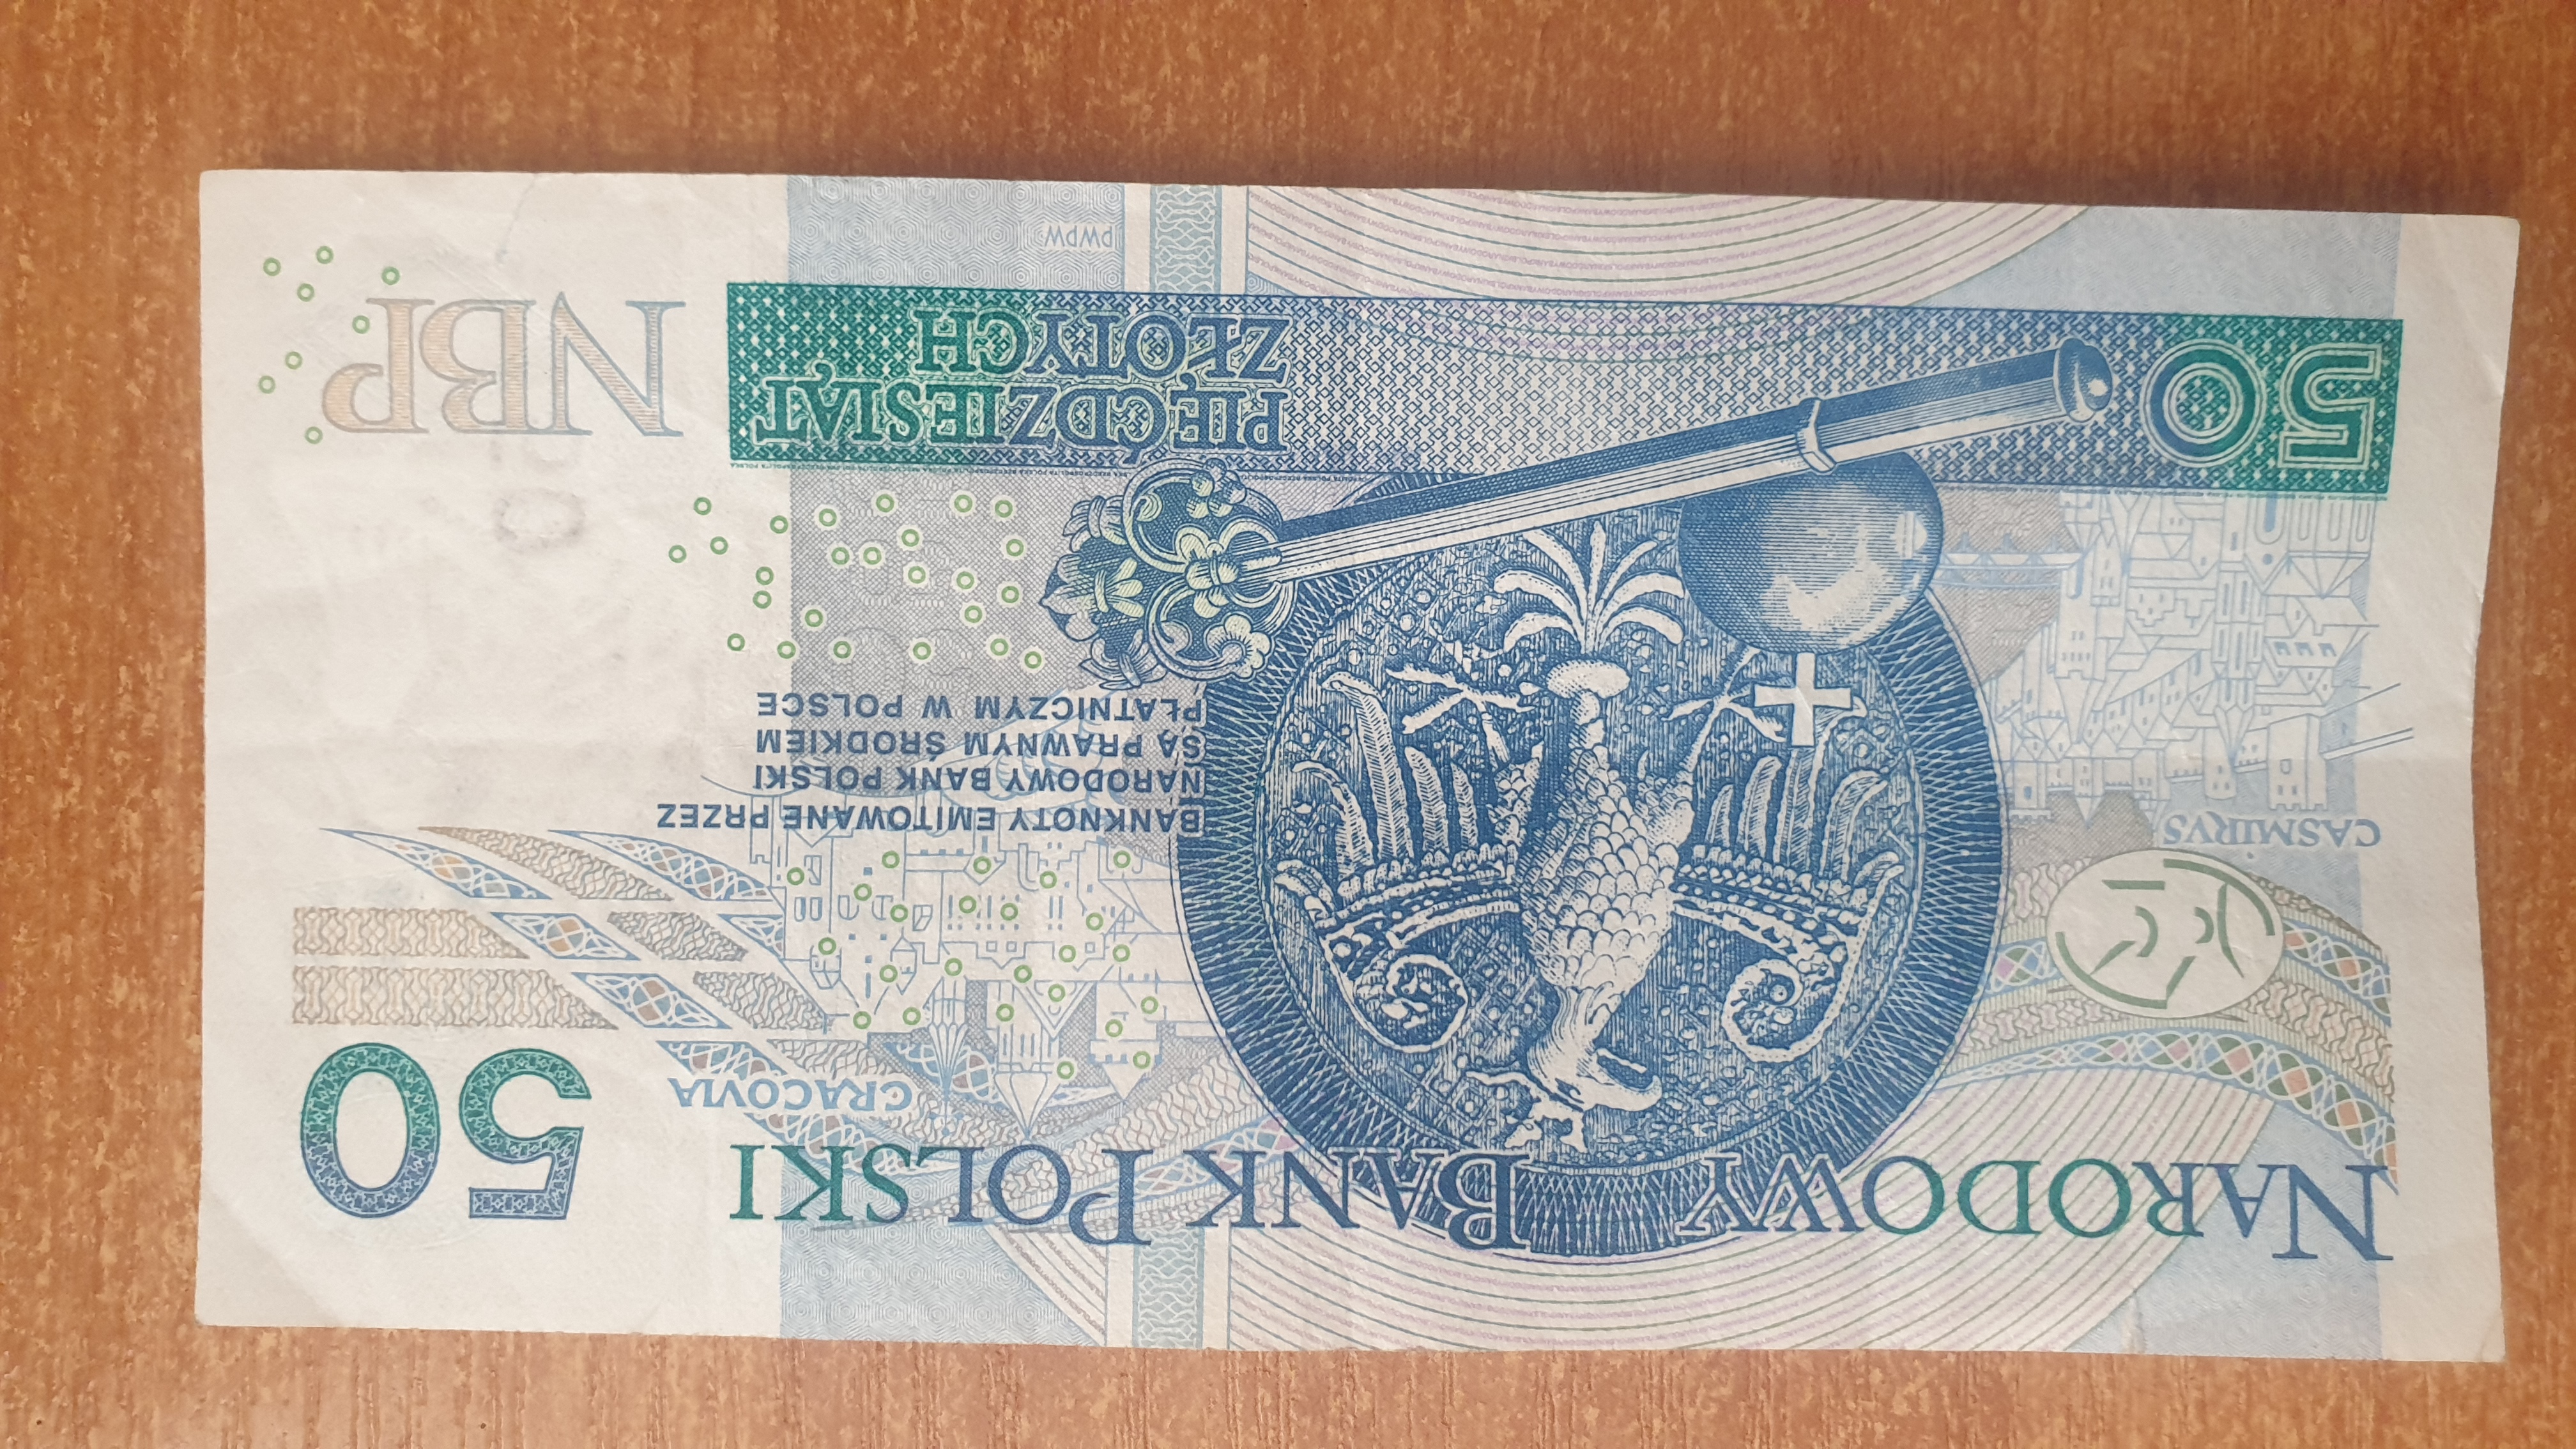 NARODOWY BANK POLSKI 50
CRACOVIA
BANKNOTY EMITOWANE PRZEZ
NARODOWY BANK POLSKI
SĄ PRAWNYM ŚRODKIEM
PŁATNICZYM W POLSCE
CASMIRVS
50
PIĘĆDZIESIĄT
ZŁOTYCH
NBP
PWPW